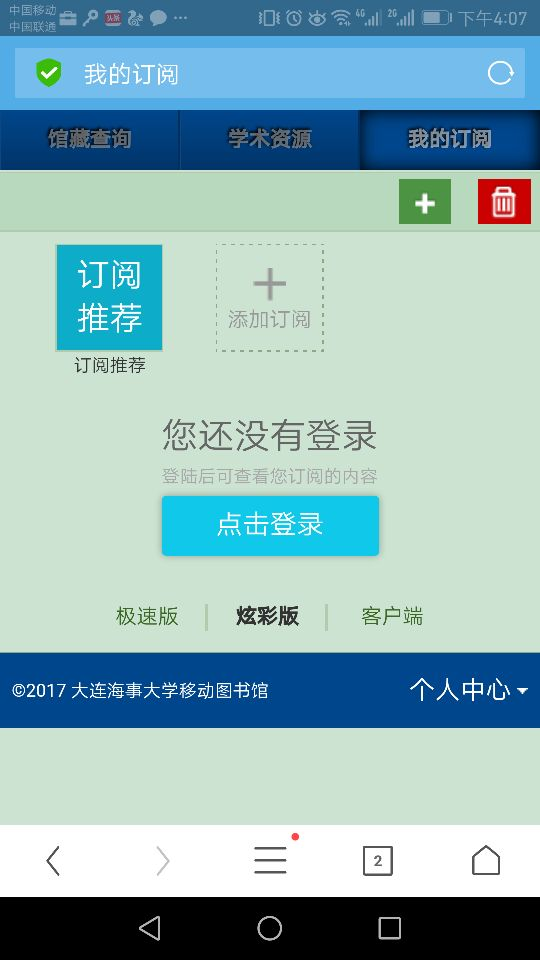 中国移动
中国联通
头条
4G
2G
下午4:07
我的订阅
馆藏查询
学术资源
我的订阅
订阅
推荐
订阅推荐
添加订阅
您还没有登录
登陆后可查看您订阅的内容
点击登录
极速版
炫彩版
客户端
©2017 大连海事大学移动图书馆
个人中心
2